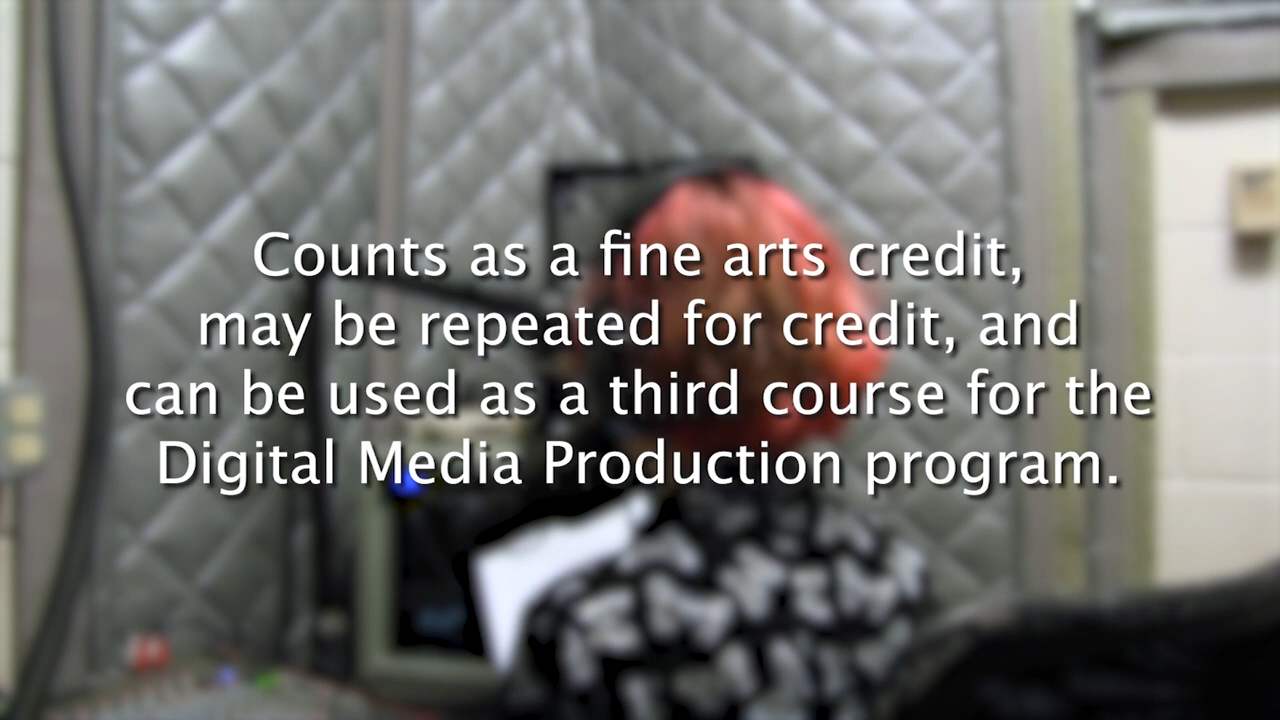 Counts as a fine arts credit,
may be repeated for credit, and
can be used as a third course for the
Digital Media Production program.